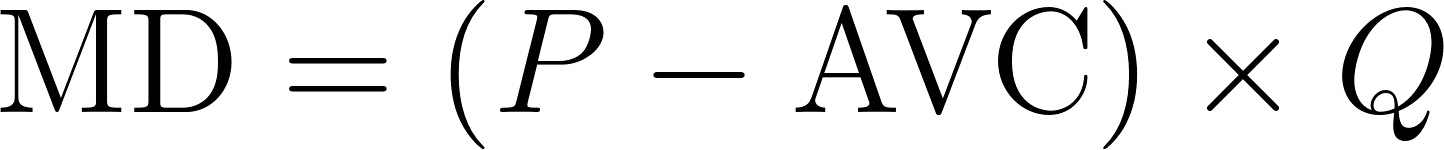 MD = (P − AVC) × Q